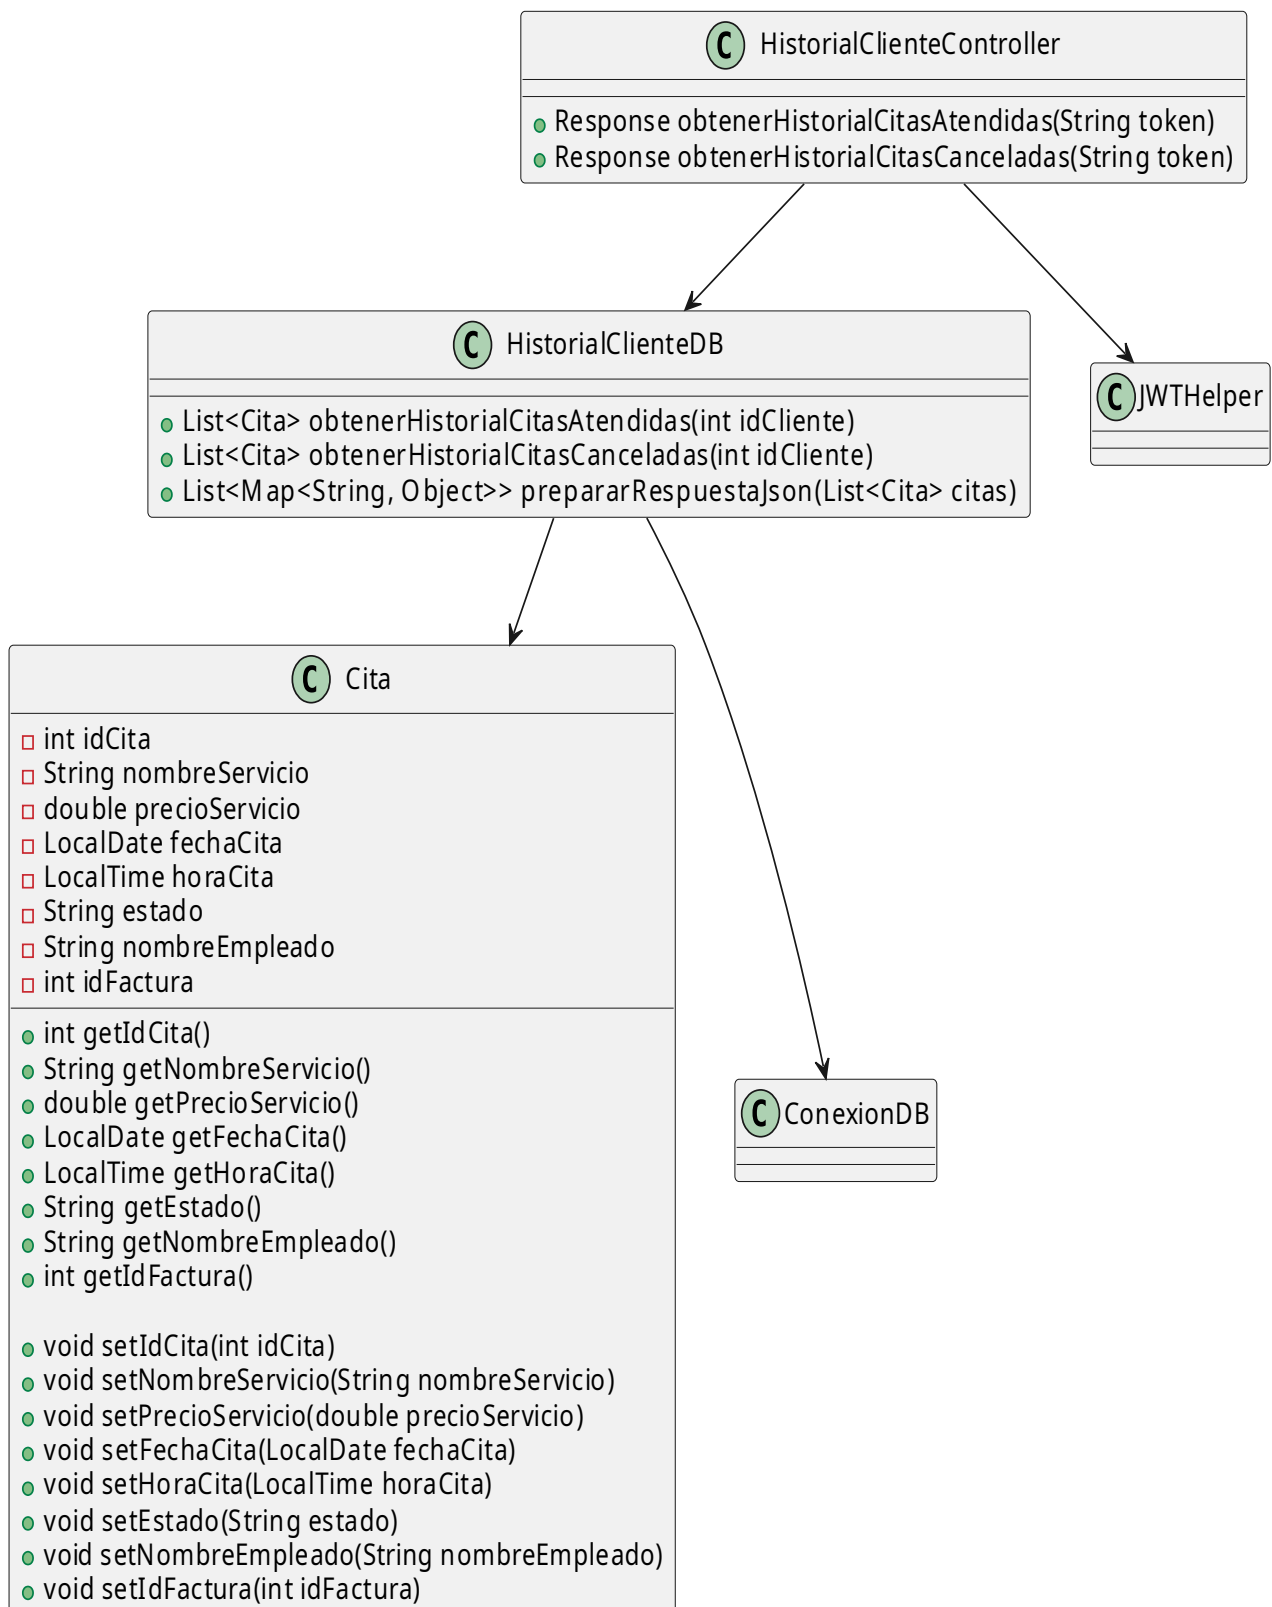 C HistorialClienteController
Response obtenerHistorialCitasAtendidas(String token)
Response obtenerHistorialCitasCanceladas(String token)
C HistorialClienteDB
List<Cita> obtenerHistorialCitasAtendidas(int idCliente)
List<Cita> obtenerHistorialCitasCanceladas(int idCliente)
List<Map<String, Object>> prepararRespuestaJson(List<Cita> citas)
C JWTHelper
C Cita
int idCita
String nombreServicio
double precioServicio
LocalDate fechaCita
LocalTime horaCita
String estado
String nombreEmpleado
int idFactura
int getIdCita()
String getNombreServicio()
double getPrecioServicio()
LocalDate getFechaCita()
LocalTime getHoraCita()
String getEstado()
String getNombreEmpleado()
int getIdFactura()
void setIdCita(int idCita)
void setNombreServicio(String nombreServicio)
void setPrecioServicio(double precioServicio)
void setFechaCita(LocalDate fechaCita)
void setHoraCita(LocalTime horaCita)
void setEstado(String estado)
void setNombreEmpleado(String nombreEmpleado)
void setIdFactura(int idFactura)
C ConexionDB